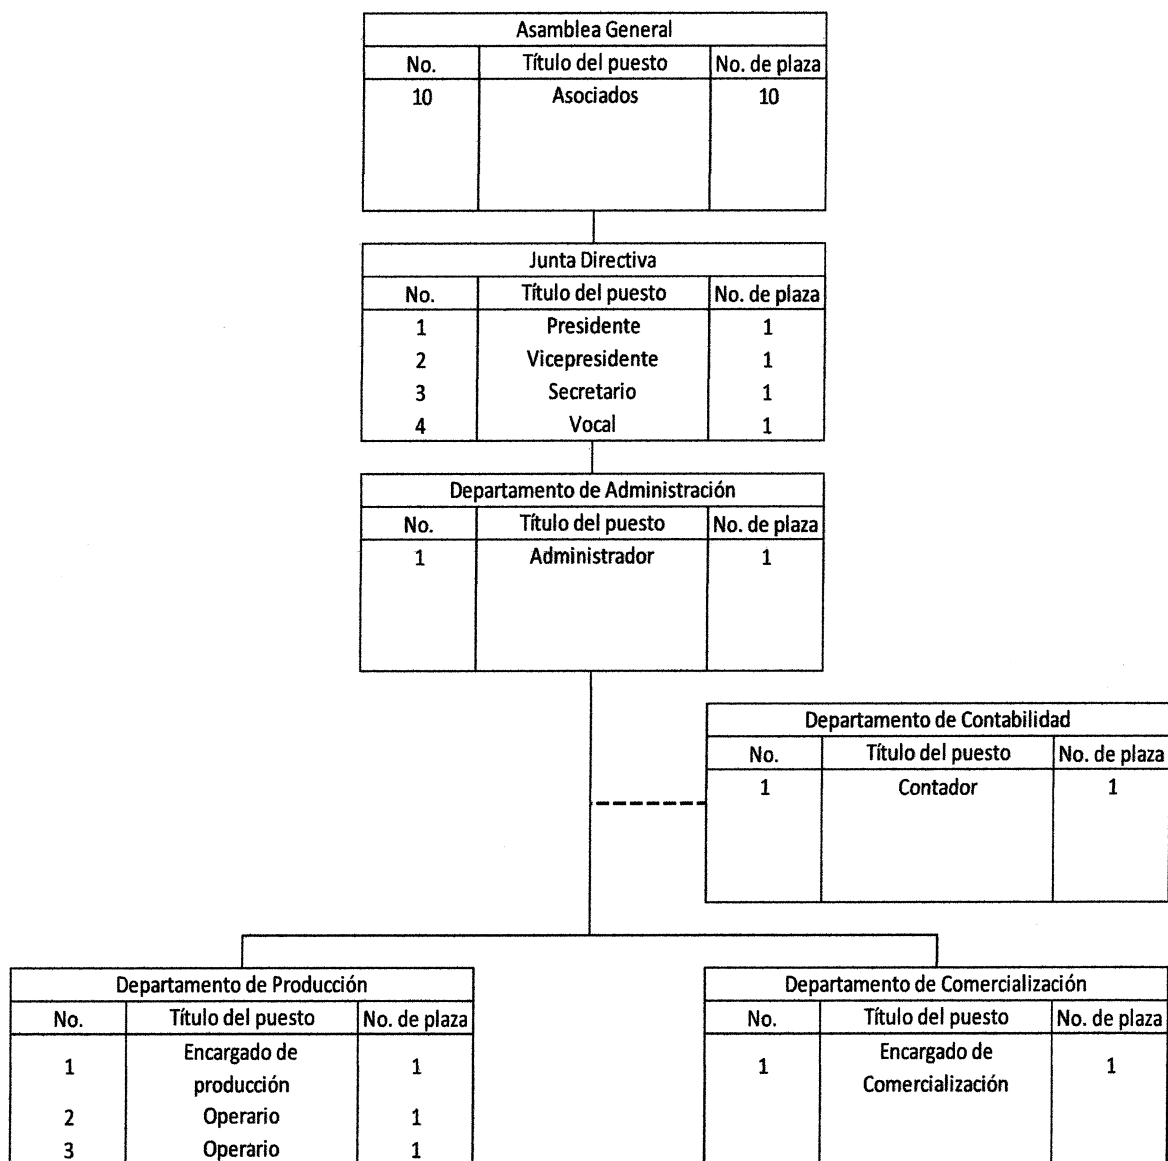 Asamblea General
No. Título del puesto No. de plaza
10 Asociados 10
Junta Directiva
No. Título del puesto No. de plaza
1 Presidente 1
2 Vicepresidente 1
3 Secretario 1
4 Vocal 1
Departamento de Administración
No. Título del puesto No. de plaza
1 Administrador 1
Departamento de Contabilidad
No. Título del puesto No. de plaza
1 Contador 1
Departamento de Producción
No. Título del puesto No. de plaza
1 Encargado de producción 1
2 Operario 1
3 Operario 1
Departamento de Comercialización
No. Título del puesto No. de plaza
1 Encargado de Comercialización 1